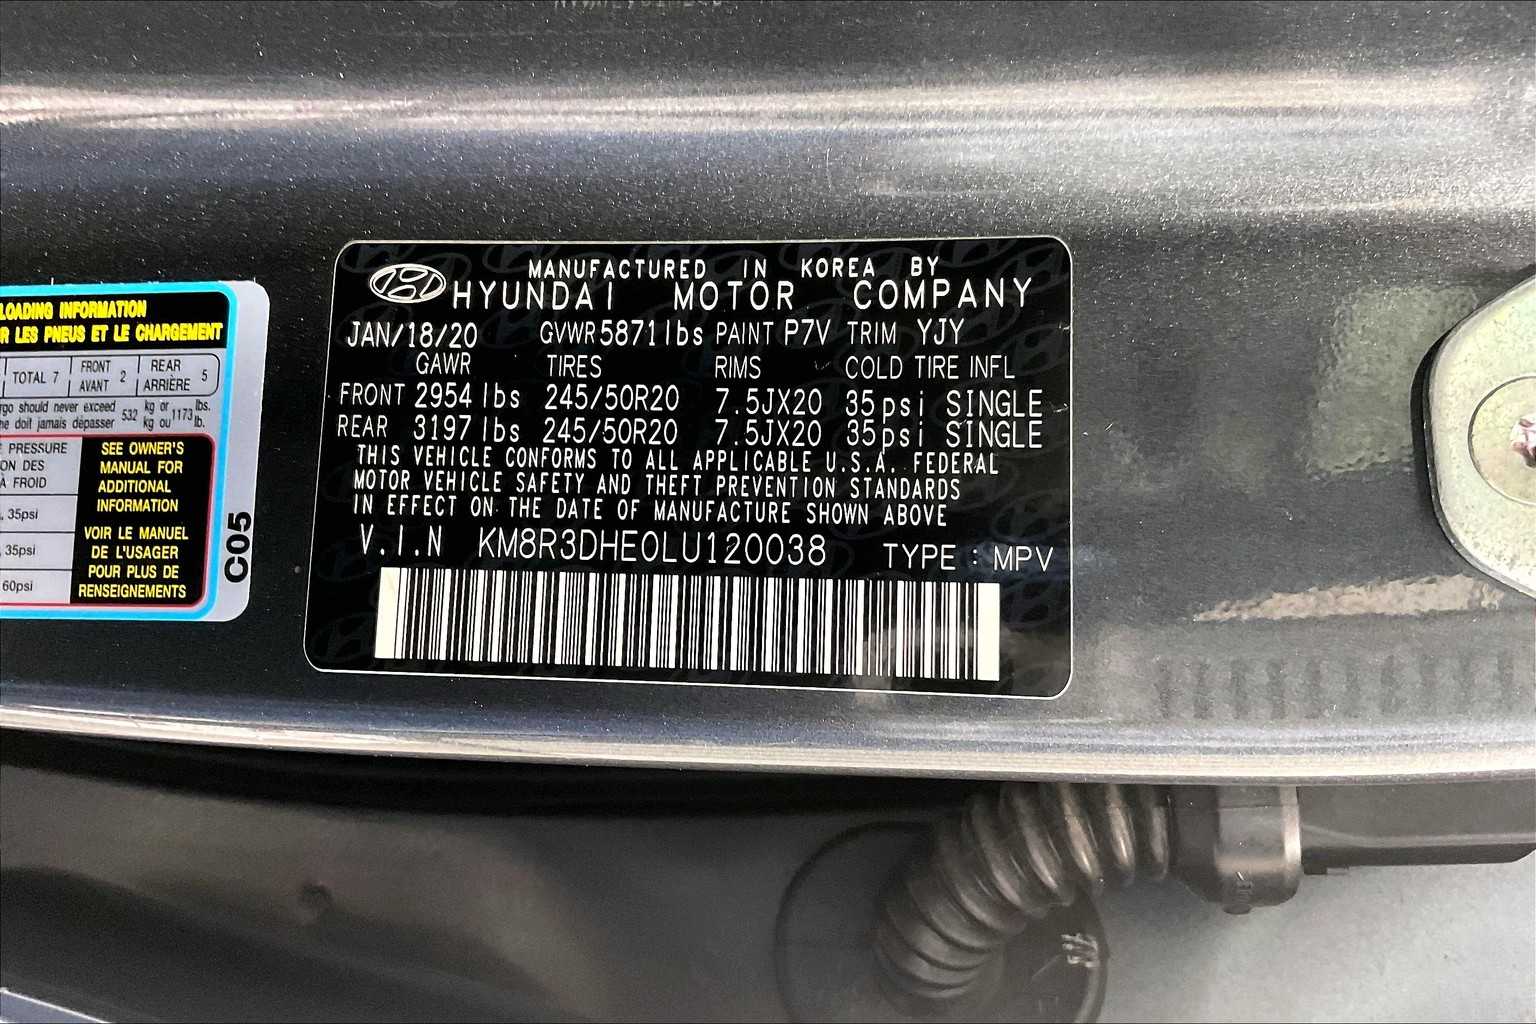 MANUFACTURED IN KOREA BY
HYUNDAI MOTOR COMPANY
JAN/18/20 GVWR 5871lbs PAINT P7V TRIM YJY
GAWR TIRES RIMS COLD TIRE INFL
FRONT 2954 lbs 245/50R20 7.5JX20 35psi SINGLE
REAR 3197 lbs 245/50R20 7.5JX20 35psi SINGLE
THIS VEHICLE CONFORMS TO ALL APPLICABLE U.S.A. FEDERAL
MOTOR VEHICLE SAFETY AND THEFT PREVENTION STANDARDS
IN EFFECT ON THE DATE OF MANUFACTURE SHOWN ABOVE
V.I.N KM8R3DHE0LU120038 TYPE : MPV
LOADING INFORMATION
LES PNEUS ET LE CHARGEMENT
TOTAL 7 FRONT AVANT 2 REAR ARRIÈRE 5
should never exceed 532 kg or 1173 lbs.
doit jamais dépasser kg ou lb.
PRESSURE
DES
À FROID
35psi
35psi
60psi
SEE OWNER'S
MANUAL FOR
ADDITIONAL
INFORMATION
VOIR LE MANUEL
DE L'USAGER
POUR PLUS DE
RENSEIGNEMENTS
C05